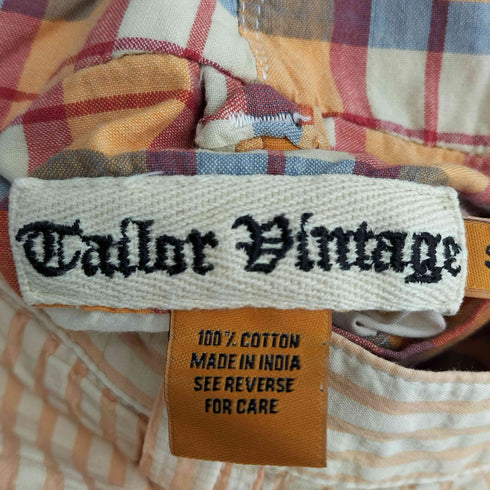 Tailor Vintage
S
100% COTTON
MADE IN INDIA
SEE REVERSE
FOR CARE